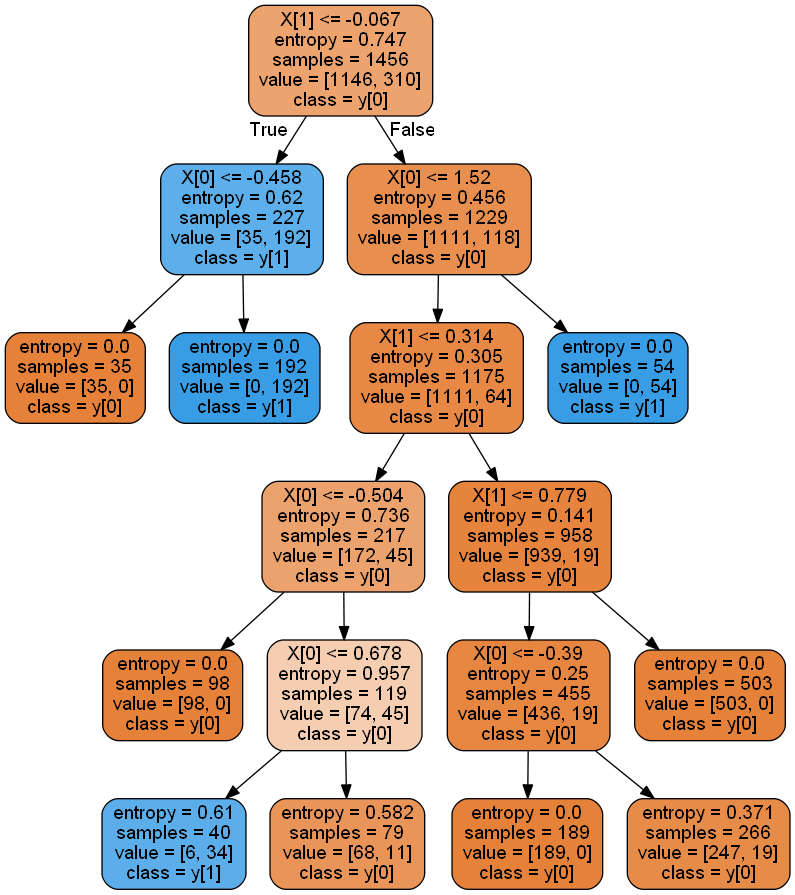 X[1] <= -0.067
entropy = 0.747
samples = 1456
value = [1146, 310]
class = y[0]
True
False
X[0] <= -0.458
entropy = 0.62
samples = 227
value = [35, 192]
class = y[1]
X[0] <= 1.52
entropy = 0.456
samples = 1229
value = [1111, 118]
class = y[0]
entropy = 0.0
samples = 35
value = [35, 0]
class = y[0]
entropy = 0.0
samples = 192
value = [0, 192]
class = y[1]
X[1] <= 0.314
entropy = 0.305
samples = 1175
value = [1111, 64]
class = y[0]
entropy = 0.0
samples = 54
value = [0, 54]
class = y[1]
X[0] <= -0.504
entropy = 0.736
samples = 217
value = [172, 45]
class = y[0]
X[1] <= 0.779
entropy = 0.141
samples = 958
value = [939, 19]
class = y[0]
entropy = 0.0
samples = 98
value = [98, 0]
class = y[0]
X[0] <= 0.678
entropy = 0.957
samples = 119
value = [74, 45]
class = y[0]
X[0] <= -0.39
entropy = 0.25
samples = 455
value = [436, 19]
class = y[0]
entropy = 0.0
samples = 503
value = [503, 0]
class = y[0]
entropy = 0.61
samples = 40
value = [6, 34]
class = y[1]
entropy = 0.582
samples = 79
value = [68, 11]
class = y[0]
entropy = 0.0
samples = 189
value = [189, 0]
class = y[0]
entropy = 0.371
samples = 266
value = [247, 19]
class = y[0]